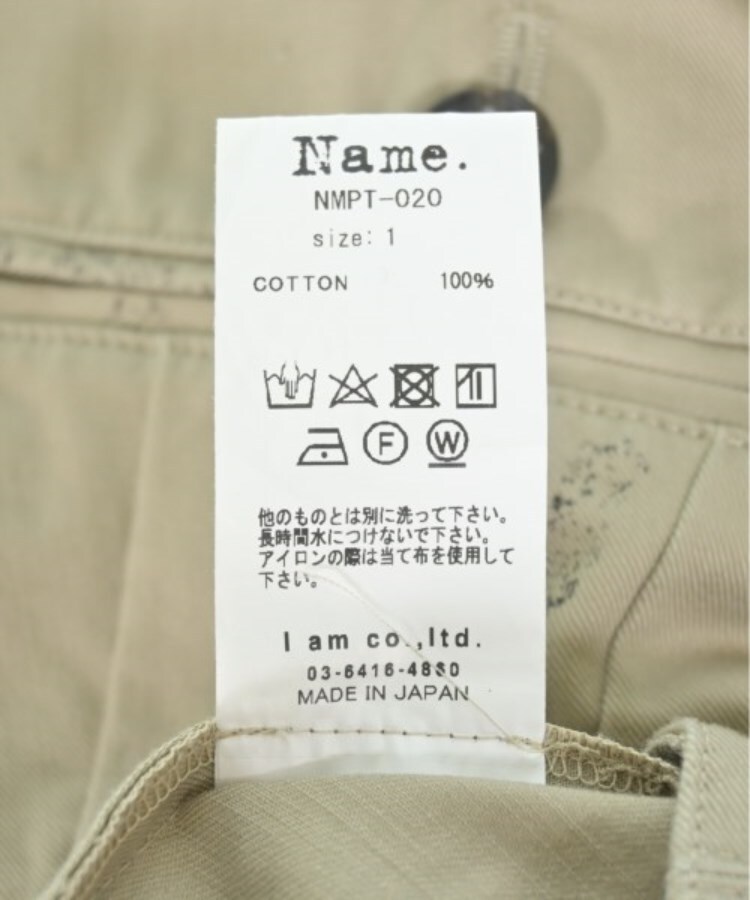 Name.
NMPT-020
size: 1
COTTON 100%
F W
他のものとは別に洗って下さい。
長時間水につけないで下さい。
アイロンの際は当て布を使用して
下さい。
I am co.,ltd.
MADE IN JAPAN